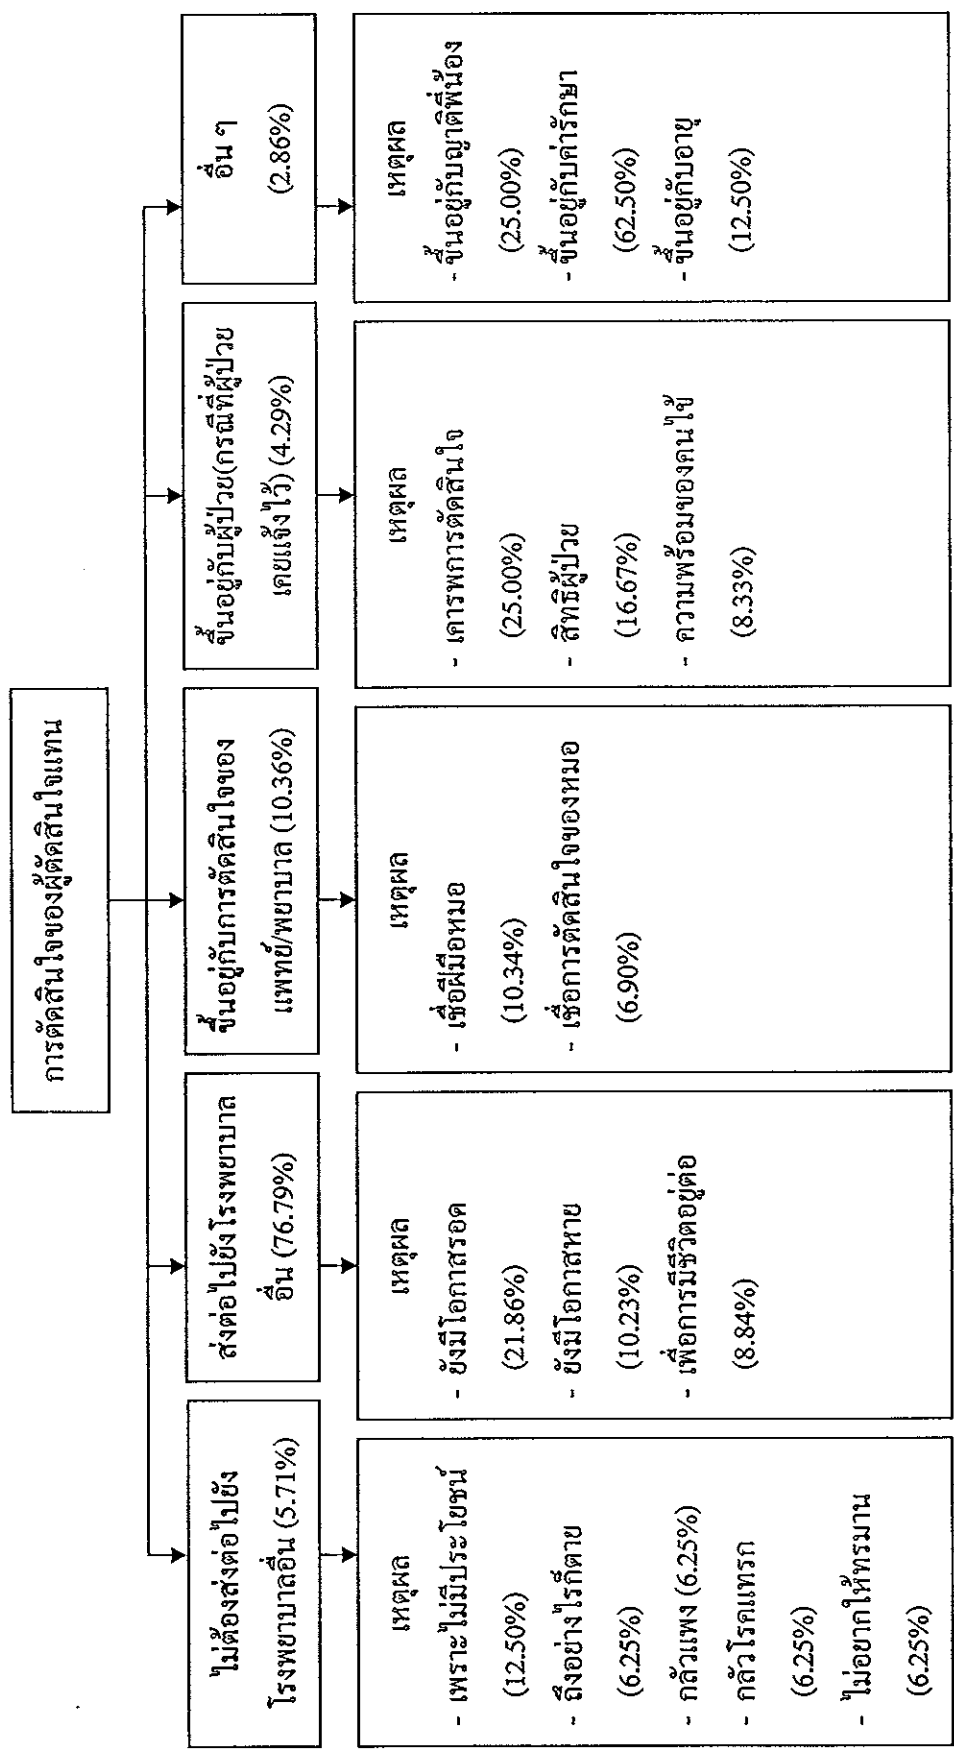 การตัดสินใจของผู้ตัดสินใจแทน
ไม่ต้องส่งต่อไปยัง
โรงพยาบาลอื่น (5.71%)
เหตุผล
- เพราะไม่มีประโยชน์
(12.50%)
- ถึงอย่างไรก็ตาย
(6.25%)
- กลัวแพง (6.25%)
- กลัวโรคแทรก
(6.25%)
- ไม่อยากให้ทรมาน
(6.25%)
ส่งต่อไปยังโรงพยาบาล
อื่น (76.79%)
เหตุผล
- ยังมีโอกาสรอด
(21.86%)
- ยังมีโอกาสหาย
(10.23%)
- เพื่อการมีชีวิตอยู่ต่อ
(8.84%)
ขึ้นอยู่กับการตัดสินใจของ
แพทย์/พยาบาล (10.36%)
เหตุผล
- เชื่อฝีมือหมอ
(10.34%)
- เชื่อการตัดสินใจของหมอ
(6.90%)
ขึ้นอยู่กับผู้ป่วย(กรณีที่ผู้ป่วย
เคยแจ้งไว้) (4.29%)
เหตุผล
- เคารพการตัดสินใจ
(25.00%)
- สิทธิผู้ป่วย
(16.67%)
- ความพร้อมของคนไข้
(8.33%)
อื่น ๆ
(2.86%)
เหตุผล
- ขึ้นอยู่กับญาติพี่น้อง
(25.00%)
- ขึ้นอยู่กับค่ารักษา
(62.50%)
- ขึ้นอยู่กับอายุ
(12.50%)